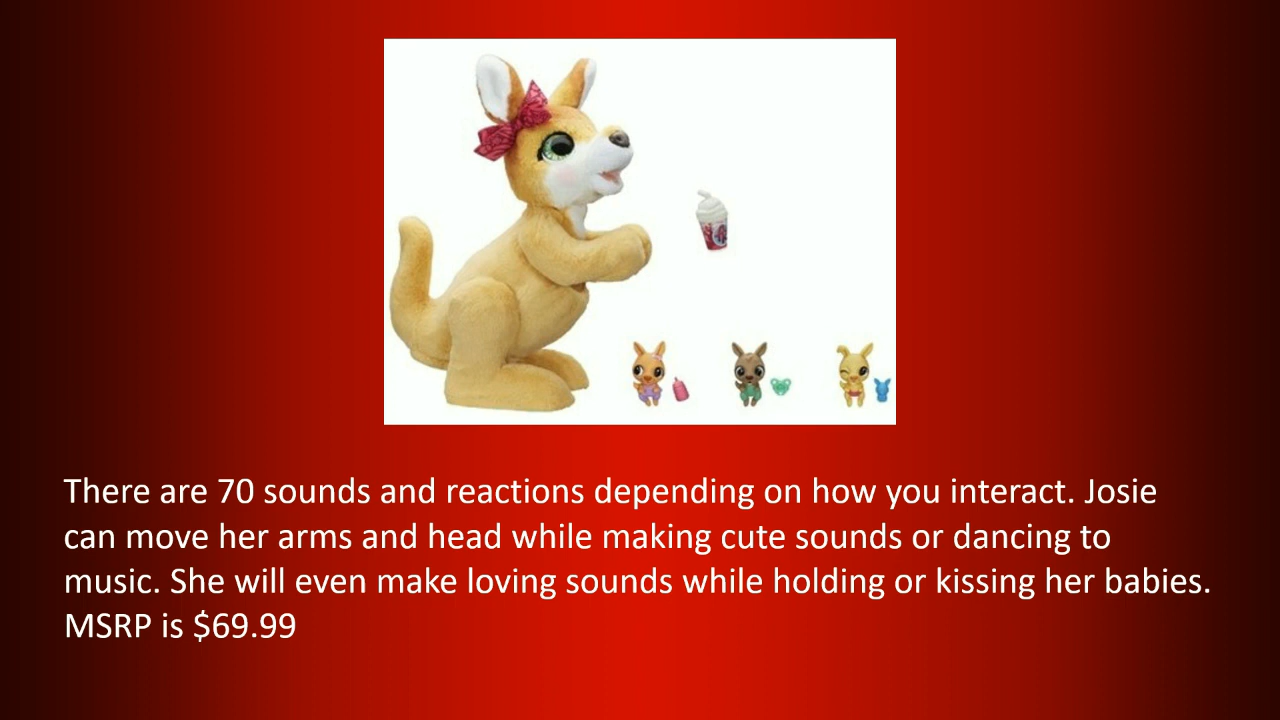 There are 70 sounds and reactions depending on how you interact. Josie
can move her arms and head while making cute sounds or dancing to
music. She will even make loving sounds while holding or kissing her babies.
MSRP is $69.99